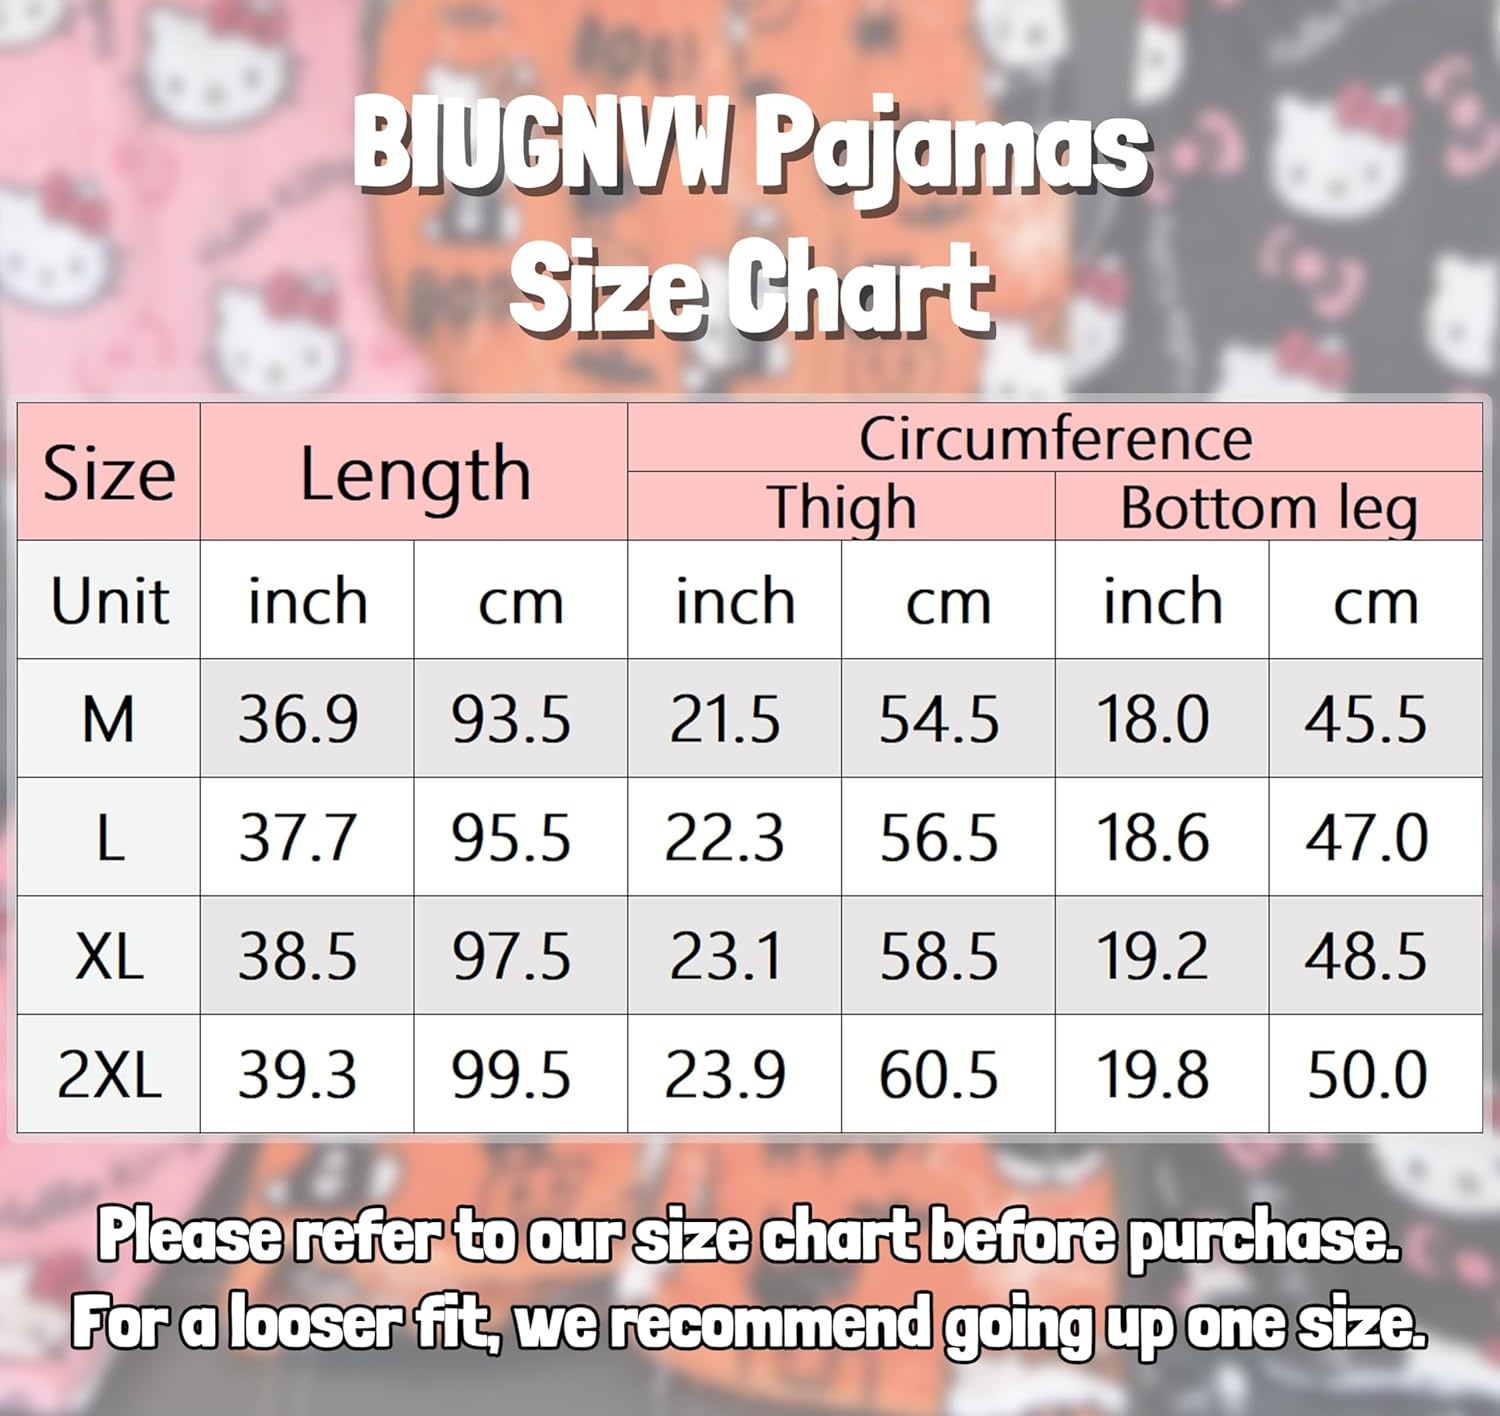 BIUGNVW Pajamas
Size Chart
Size Length Circumference
Thigh Bottom leg
Unit inch cm inch cm inch cm
M 36.9 93.5 21.5 54.5 18.0 45.5
L 37.7 95.5 22.3 56.5 18.6 47.0
XL 38.5 97.5 23.1 58.5 19.2 48.5
2XL 39.3 99.5 23.9 60.5 19.8 50.0
Please refer to our size chart before purchase.
For a looser fit, we recommend going up one size.